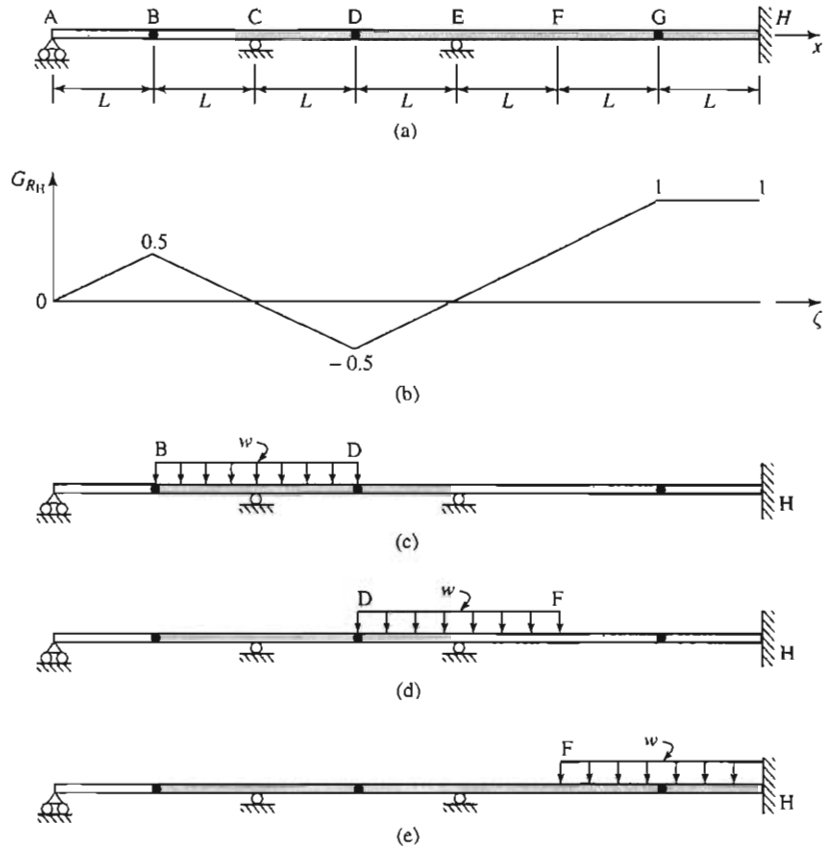 A B C D E F G H
x
L L L L L L L
(a)
G_{R_H}
1 1
0.5
0
ζ
− 0.5
(b)
B w D
H
(c)
D w F
H
(d)
F w
H
(e)